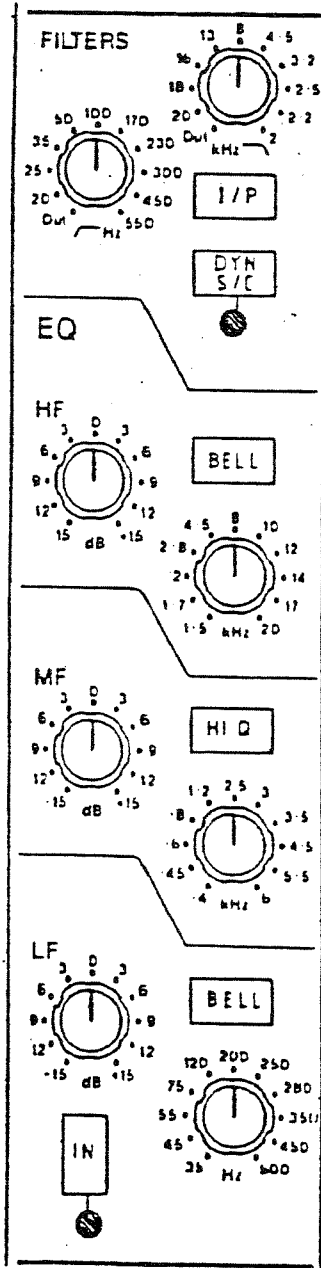 FILTERS
13 8 4·5
16 3·2
18 2·5
20 2·2
Out kHz 2
50 100 170
35 230
25 300
20 450
Out Hz 550
I/P
DYN
S/C
EQ
HF
3 0 3
6 6
9 9
12 12
-15 dB +15
BELL
4·5 8 10
2·8 12
2 14
1·7 17
1·5 kHz 20
MF
3 0 3
6 6
9 9
12 12
-15 dB +15
HI Q
1·2 2·5 3
·8 3·5
·6 4·5
·45 5·5
·4 kHz 6
LF
3 0 3
6 6
9 9
12 12
-15 dB +15
BELL
120 200 250
75 280
55 350
45 450
35 Hz 500
IN